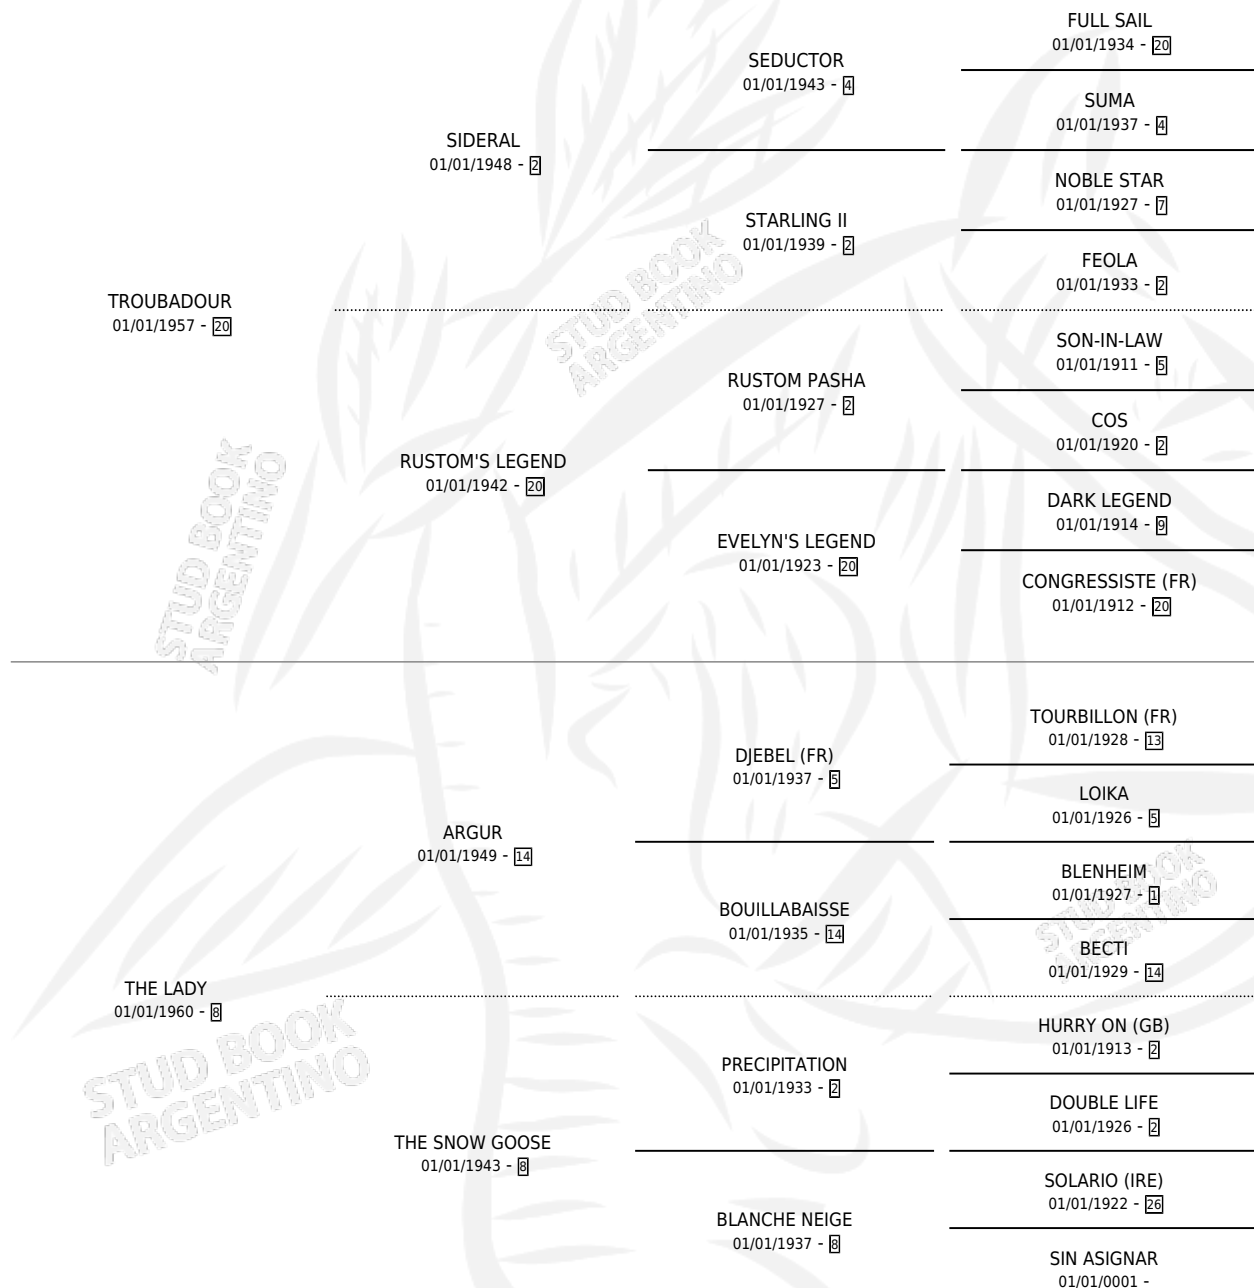 FULL SAIL
01/01/1934 - 20
SEDUCTOR
01/01/1943 - 4
SUMA
01/01/1937 - 4
SIDERAL
01/01/1948 - 2
NOBLE STAR
01/01/1927 - 7
STARLING II
01/01/1939 - 2
FEOLA
01/01/1933 - 2
TROUBADOUR
01/01/1957 - 20
SON-IN-LAW
01/01/1911 - 5
RUSTOM PASHA
01/01/1927 - 2
COS
01/01/1920 - 2
RUSTOM'S LEGEND
01/01/1942 - 20
DARK LEGEND
01/01/1914 - 9
EVELYN'S LEGEND
01/01/1923 - 20
CONGRESSISTE (FR)
01/01/1912 - 20
TOURBILLON (FR)
01/01/1928 - 13
DJEBEL (FR)
01/01/1937 - 5
LOIKA
01/01/1926 - 5
ARGUR
01/01/1949 - 14
BLENHEIM
01/01/1927 - 1
BOUILLABAISSE
01/01/1935 - 14
BECTI
01/01/1929 - 14
THE LADY
01/01/1960 - 8
HURRY ON (GB)
01/01/1913 - 2
PRECIPITATION
01/01/1933 - 2
DOUBLE LIFE
01/01/1926 - 2
THE SNOW GOOSE
01/01/1943 - 8
SOLARIO (IRE)
01/01/1922 - 26
BLANCHE NEIGE
01/01/1937 - 8
SIN ASIGNAR
01/01/0001 -
STUD BOOK
ARGENTINO
STUD BOOK
ARGENTINO
STUD BOOK
ARGENTINO
STUD BOOK
ARGENTINO